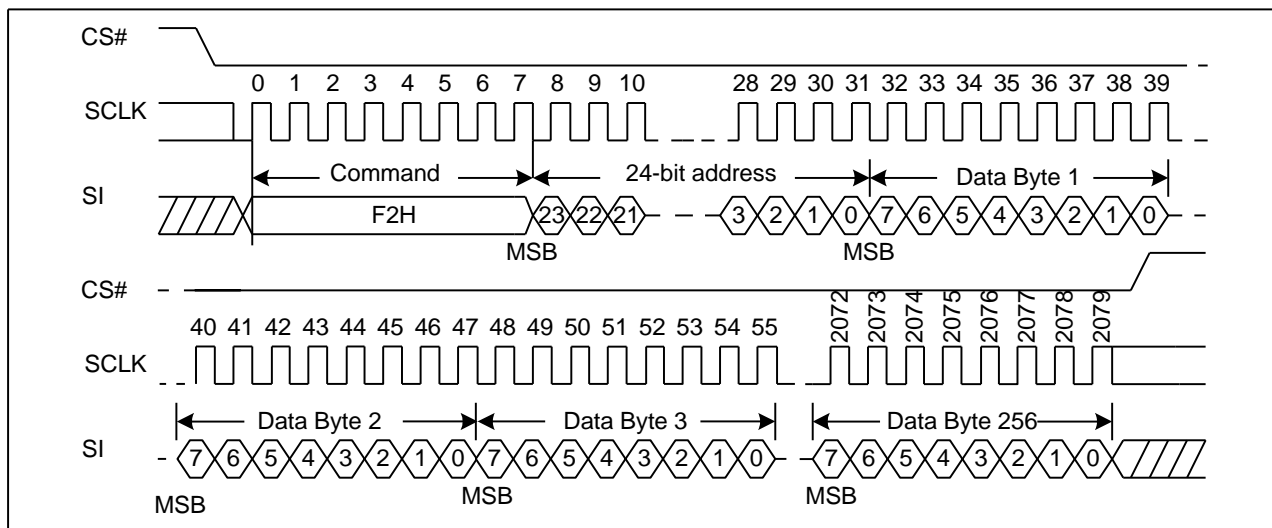 CS#
0 1 2 3 4 5 6 7 8 9 10 28 29 30 31 32 33 34 35 36 37 38 39
SCLK
Command 24-bit address Data Byte 1
SI F2H 23 22 21 3 2 1 0 7 6 5 4 3 2 1 0
MSB MSB
CS#
40 41 42 43 44 45 46 47 48 49 50 51 52 53 54 55 2072 2073 2074 2075 2076 2077 2078 2079
SCLK
Data Byte 2 Data Byte 3 Data Byte 256
SI 7 6 5 4 3 2 1 0 7 6 5 4 3 2 1 0 7 6 5 4 3 2 1 0
MSB MSB MSB